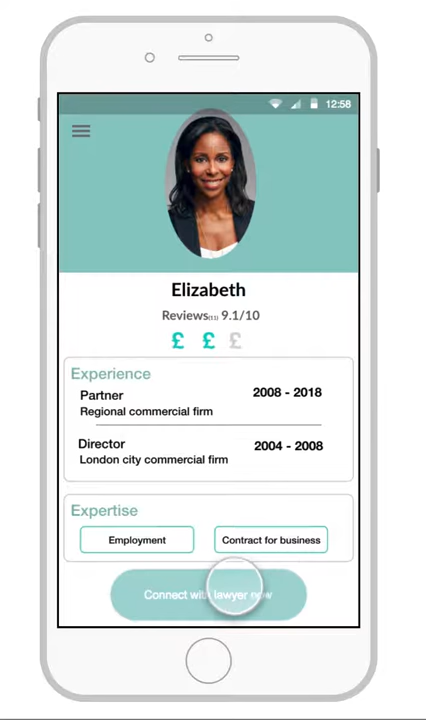 12:58
Elizabeth
Reviews(11) 9.1/10
£ £ £
Experience
Partner 2008 - 2018
Regional commercial firm
Director 2004 - 2008
London city commercial firm
Expertise
Employment Contract for business
Connect with lawyer now